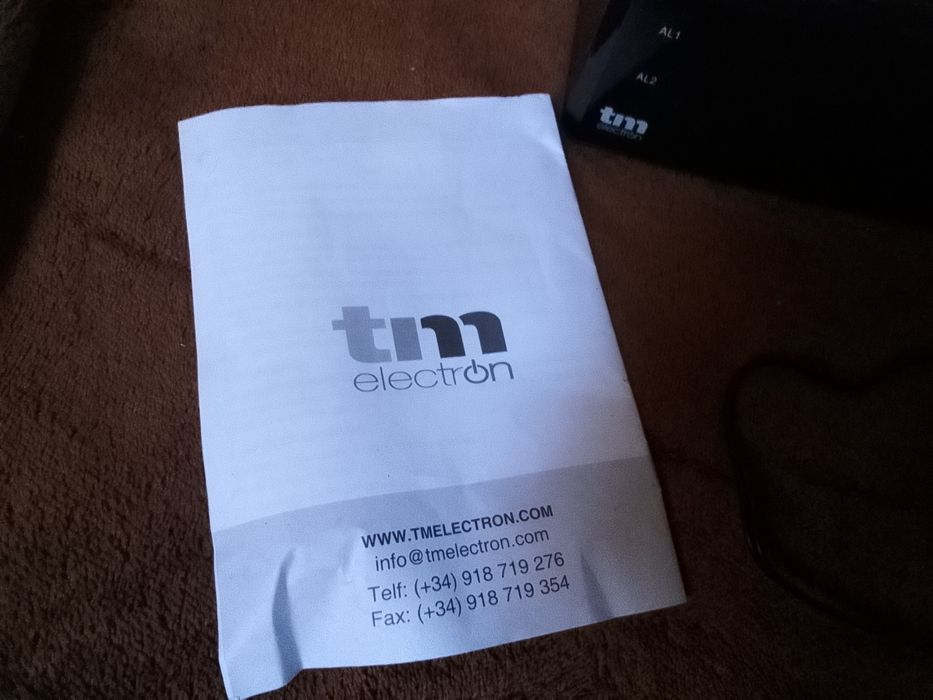 AL1
AL2
tm
electron
tm
electron
WWW.TMELECTRON.COM
info@tmelectron.com
Telf: (+34) 918 719 276
Fax: (+34) 918 719 354